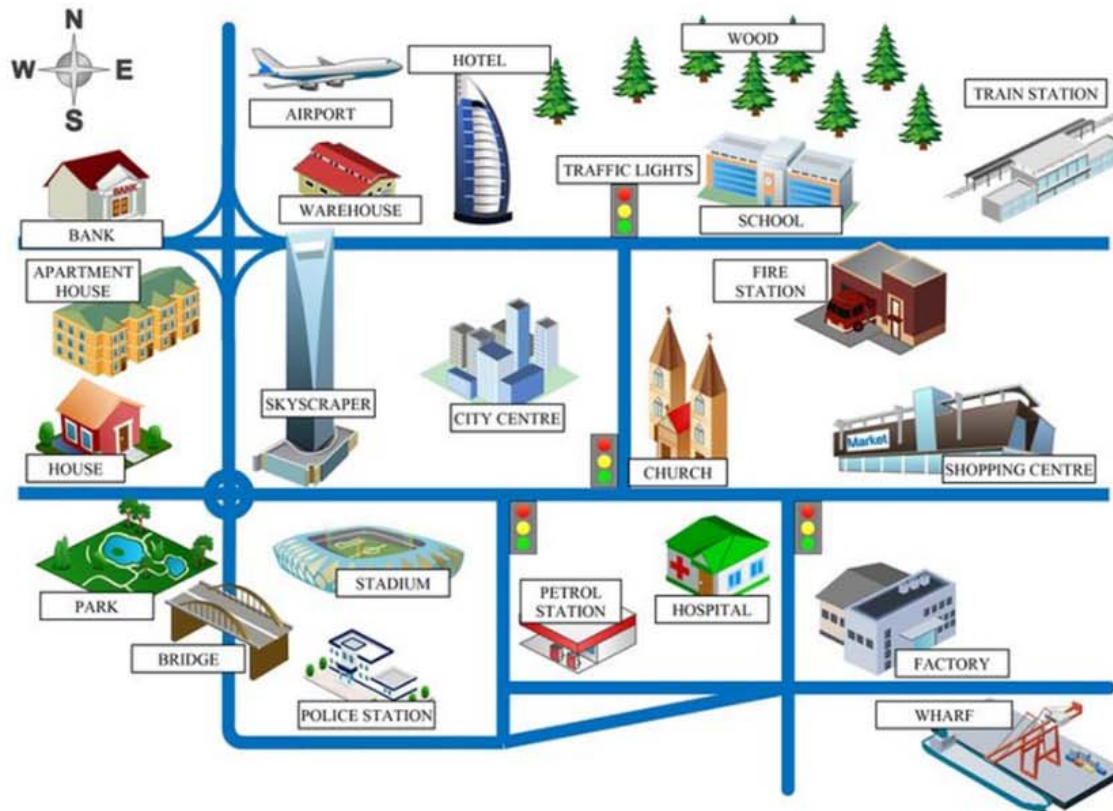 N
W E
S
AIRPORT
HOTEL
WOOD
TRAIN STATION
BANK
BANK
WAREHOUSE
TRAFFIC LIGHTS
SCHOOL
APARTMENT
HOUSE
FIRE
STATION
SKYSCRAPER
CITY CENTRE
HOUSE
CHURCH
Market
SHOPPING CENTRE
PARK
STADIUM
PETROL
STATION
HOSPITAL
BRIDGE
FACTORY
POLICE STATION
WHARF